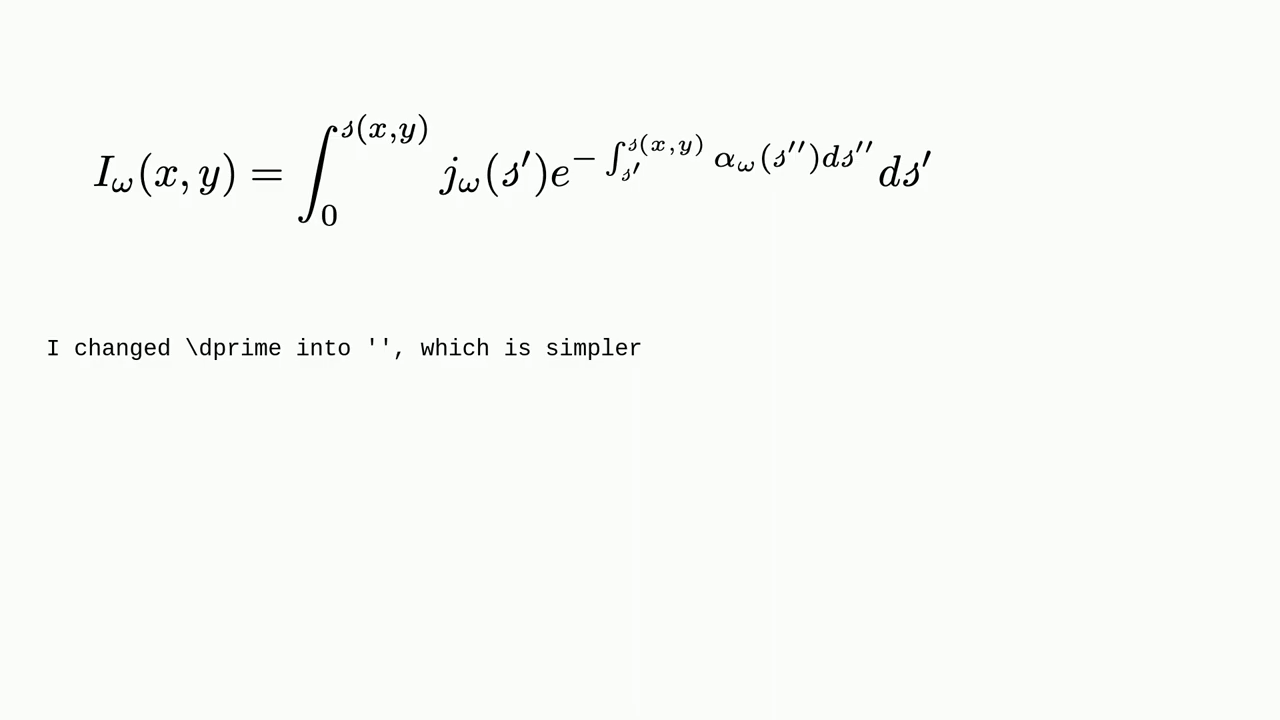 I_ω(x, y) = ∫_0^{𝓈(x,y)} j_ω(𝓈′)e^{−∫_{𝓈′}^{𝓈(x,y)} α_ω(𝓈′′)d𝓈′′} d𝓈′
I changed \dprime into '', which is simpler